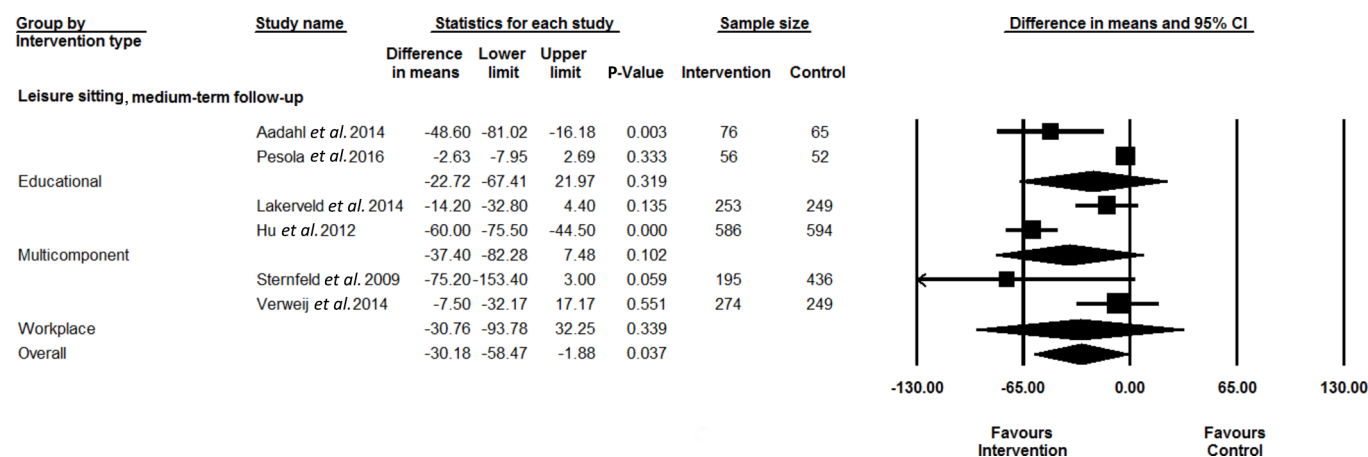 Group by Study name Statistics for each study Sample size Difference in means and 95% CI
Intervention type
Difference in means Lower limit Upper limit P-Value Intervention Control
Leisure sitting, medium-term follow-up
Aadahl et al. 2014 -48.60 -81.02 -16.18 0.003 76 65
Pesola et al. 2016 -2.63 -7.95 2.69 0.333 56 52
Educational -22.72 -67.41 21.97 0.319
Lakerveld et al. 2014 -14.20 -32.80 4.40 0.135 253 249
Hu et al. 2012 -60.00 -75.50 -44.50 0.000 586 594
Multicomponent -37.40 -82.28 7.48 0.102
Sternfeld et al. 2009 -75.20 -153.40 3.00 0.059 195 436
Verweij et al. 2014 -7.50 -32.17 17.17 0.551 274 249
Workplace -30.76 -93.78 32.25 0.339
Overall -30.18 -58.47 -1.88 0.037
-130.00 -65.00 0.00 65.00 130.00
Favours Intervention Favours Control